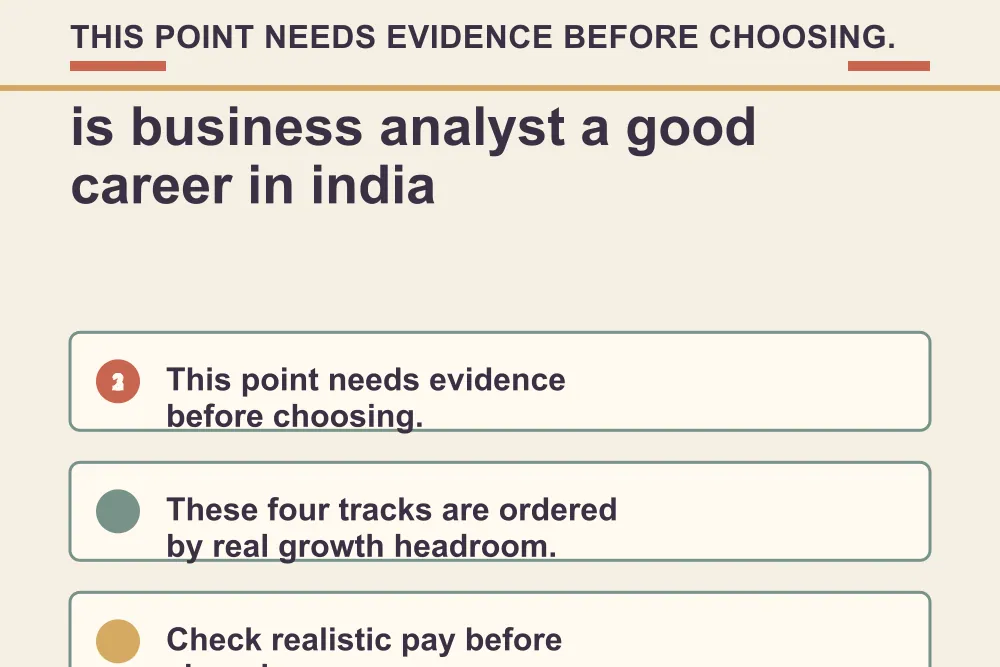 THIS POINT NEEDS EVIDENCE BEFORE CHOOSING.
is business analyst a good
career in india
This point needs evidence
before choosing.
These four tracks are ordered
by real growth headroom.
Check realistic pay before